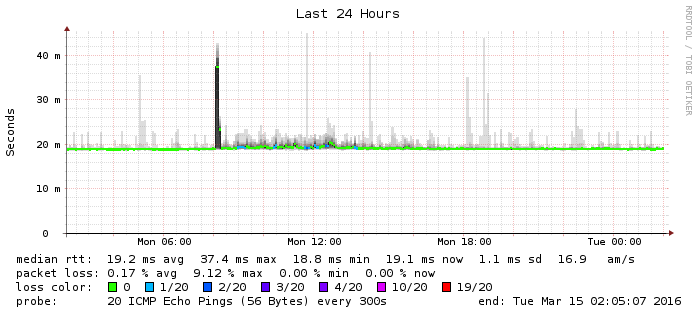 Last 24 Hours
RRDTOOL / TOBI OETIKER
Seconds
40 m
30 m
20 m
10 m
0
Mon 06:00 Mon 12:00 Mon 18:00 Tue 00:00
median rtt: 19.2 ms avg 37.4 ms max 18.8 ms min 19.1 ms now 1.1 ms sd 16.9 am/s
packet loss: 0.17 % avg 9.12 % max 0.00 % min 0.00 % now
loss color: 0 1/20 2/20 3/20 4/20 10/20 19/20
probe: 20 ICMP Echo Pings (56 Bytes) every 300s end: Tue Mar 15 02:05:07 2016